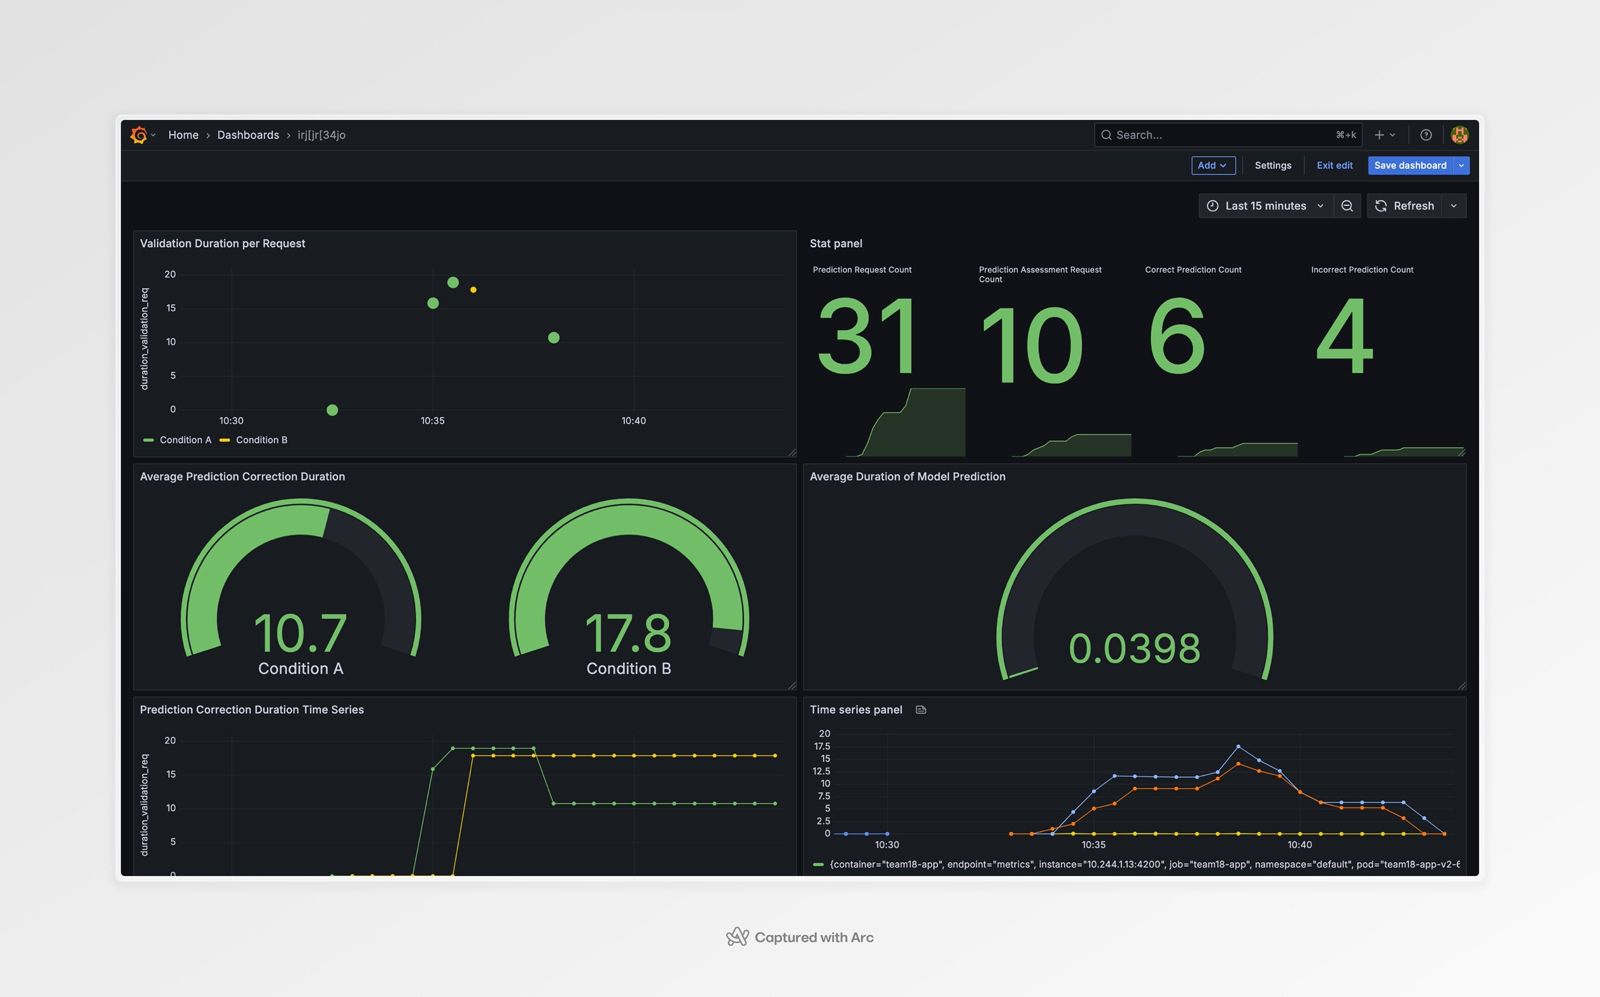 Home › Dashboards › irj[jr[34jo
Search...
⌘+k
Add
Settings
Exit edit
Save dashboard
Last 15 minutes
Refresh
Validation Duration per Request
duration_validation_req
20
15
10
5
0
10:30
10:35
10:40
Condition A
Condition B
Stat panel
Prediction Request Count
31
Prediction Assessment Request
Count
10
Correct Prediction Count
6
Incorrect Prediction Count
4
Average Prediction Correction Duration
10.7
Condition A
17.8
Condition B
Average Duration of Model Prediction
0.0398
Prediction Correction Duration Time Series
duration_validation_req
20
15
10
5
0
Time series panel
20
17.5
15
12.5
10
7.5
5
2.5
0
10:30
10:35
10:40
{container="team18-app", endpoint="metrics", instance="10.244.1.13:4200", job="team18-app", namespace="default", pod="team18-app-v2-6
Captured with Arc